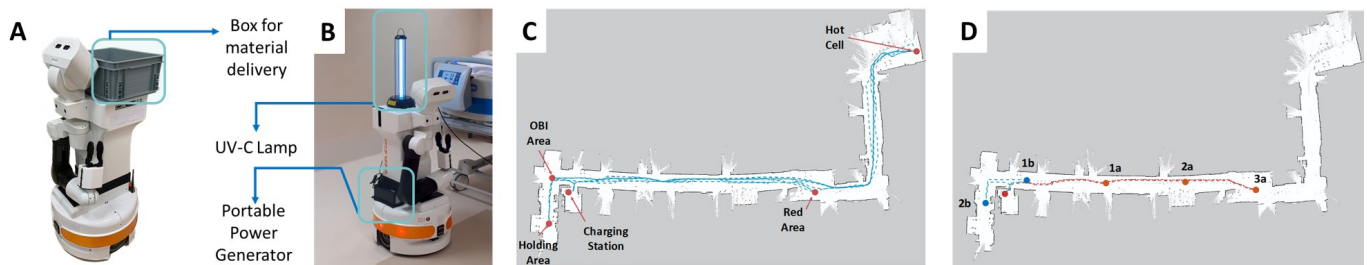 A
Box for
material
delivery
UV-C Lamp
Portable
Power
Generator
B
C
Hot
Cell
OBI
Area
Holding
Area
Charging
Station
Red
Area
D
1b
2b
1a
2a
3a